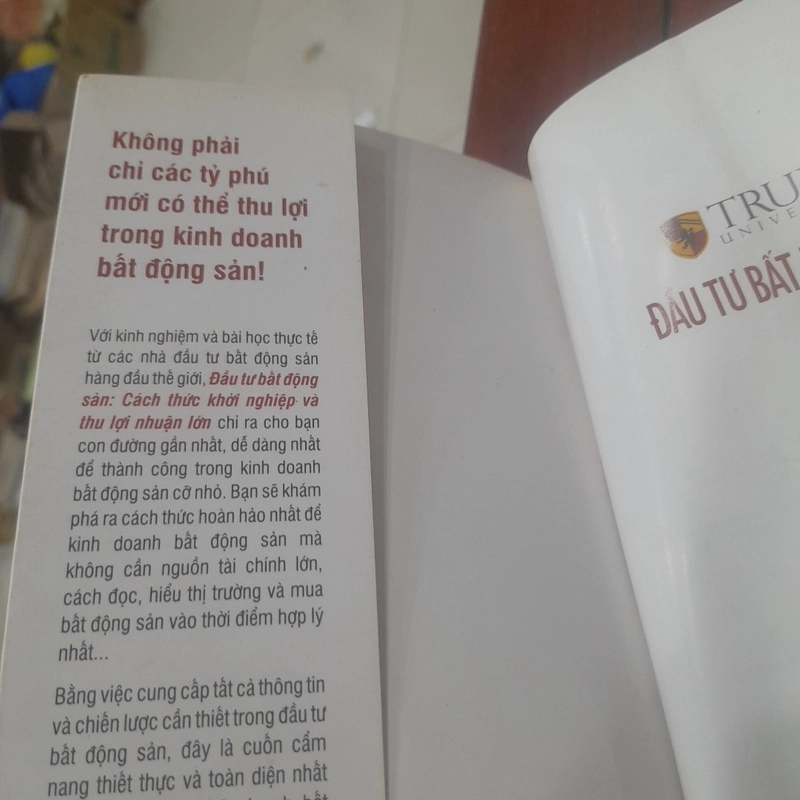 Không phải
chỉ các tỷ phú
mới có thể thu lợi
trong kinh doanh
bất động sản!
Với kinh nghiệm và bài học thực tế
từ các nhà đầu tư bất động sản
hàng đầu thế giới, Đầu tư bất động
sản: Cách thức khởi nghiệp và
thu lợi nhuận lớn chỉ ra cho bạn
con đường gần nhất, dễ dàng nhất
để thành công trong kinh doanh
bất động sản cỡ nhỏ. Bạn sẽ khám
phá ra cách thức hoàn hảo nhất để
kinh doanh bất động sản mà
không cần nguồn tài chính lớn,
cách đọc, hiểu thị trường và mua
bất động sản vào thời điểm hợp lý
nhất...
Bằng việc cung cấp tất cả thông tin
và chiến lược cần thiết trong đầu tư
bất động sản, đây là cuốn cẩm
nang thiết thực và toàn diện nhất
TRU
UNIVE
ĐẦU TƯ BẤT